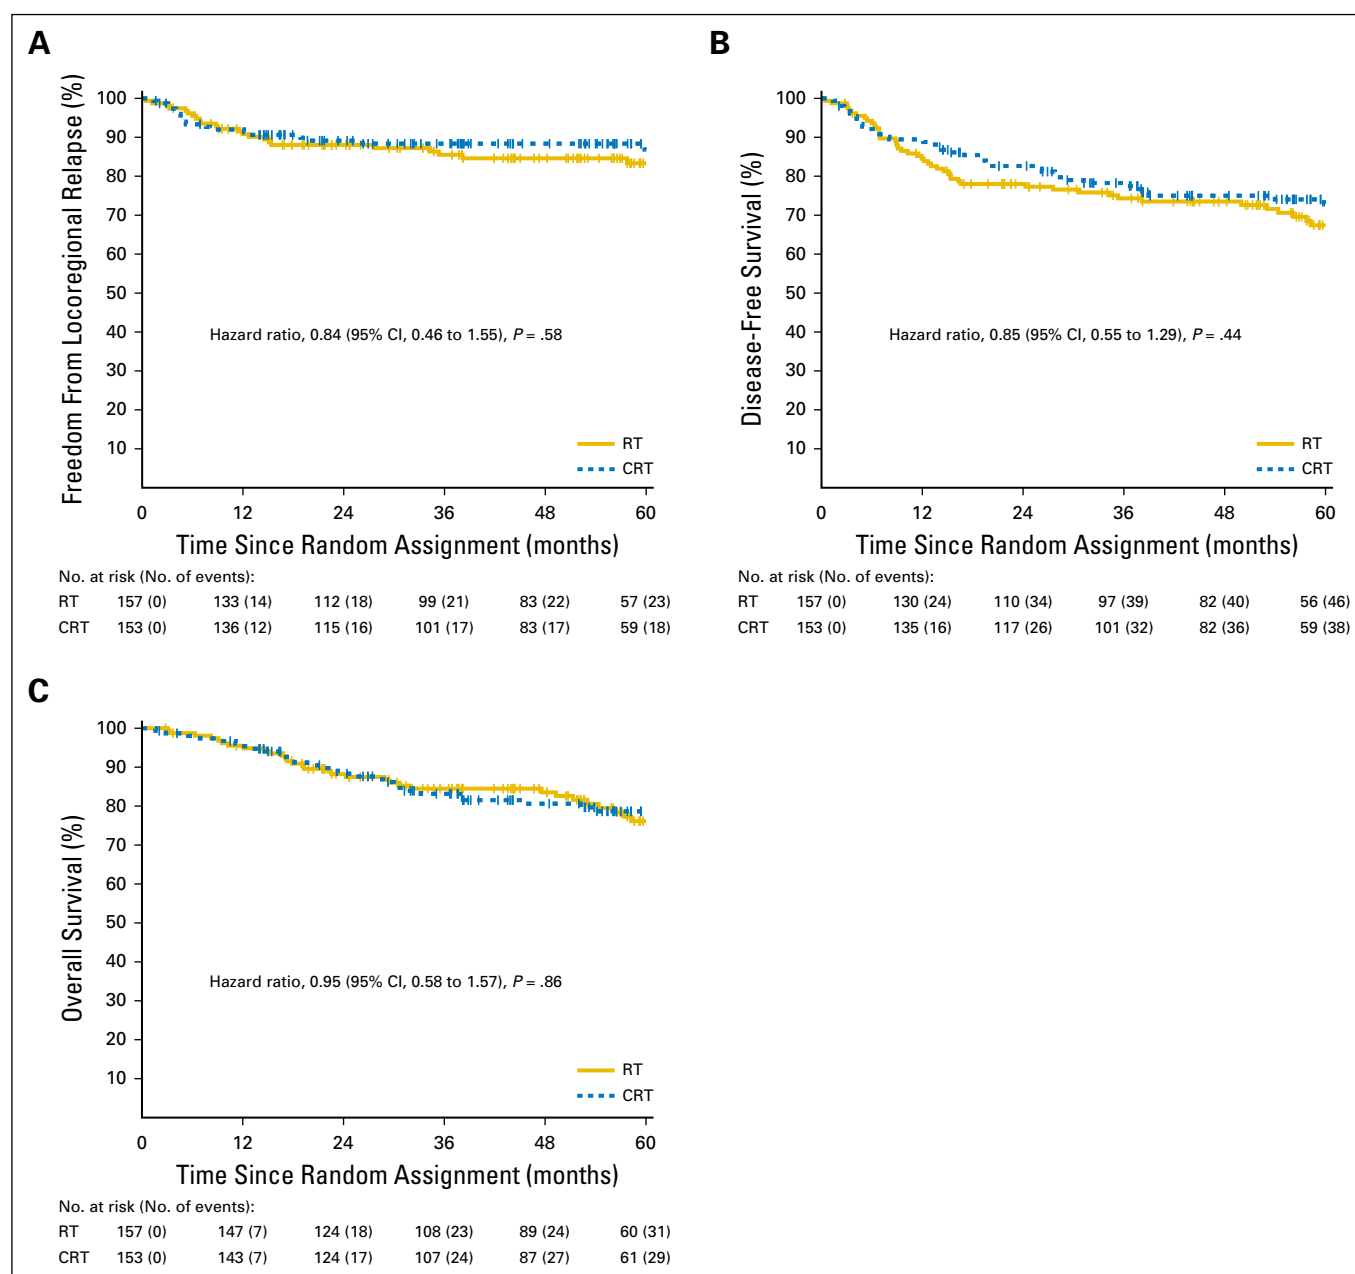 A
Freedom From Locoregional Relapse (%)
100
90
80
70
60
50
40
30
20
10
Hazard ratio, 0.84 (95% CI, 0.46 to 1.55), P = .58
RT
CRT
0 12 24 36 48 60
Time Since Random Assignment (months)
No. at risk (No. of events):
RT 157 (0) 133 (14) 112 (18) 99 (21) 83 (22) 57 (23)
CRT 153 (0) 136 (12) 115 (16) 101 (17) 83 (17) 59 (18)
B
Disease-Free Survival (%)
100
90
80
70
60
50
40
30
20
10
Hazard ratio, 0.85 (95% CI, 0.55 to 1.29), P = .44
RT
CRT
0 12 24 36 48 60
Time Since Random Assignment (months)
No. at risk (No. of events):
RT 157 (0) 130 (24) 110 (34) 97 (39) 82 (40) 56 (46)
CRT 153 (0) 135 (16) 117 (26) 101 (32) 82 (36) 59 (38)
C
Overall Survival (%)
100
90
80
70
60
50
40
30
20
10
Hazard ratio, 0.95 (95% CI, 0.58 to 1.57), P = .86
RT
CRT
0 12 24 36 48 60
Time Since Random Assignment (months)
No. at risk (No. of events):
RT 157 (0) 147 (7) 124 (18) 108 (23) 89 (24) 60 (31)
CRT 153 (0) 143 (7) 124 (17) 107 (24) 87 (27) 61 (29)